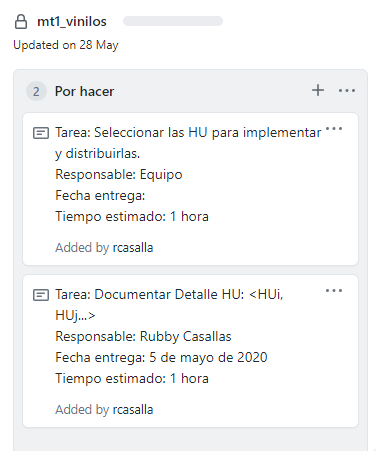 mt1_vinilos
Updated on 28 May
2 Por hacer
Tarea: Seleccionar las HU para implementar
y distribuirlas.
Responsable: Equipo
Fecha entrega:
Tiempo estimado: 1 hora
Added by rcasalla
Tarea: Documentar Detalle HU: <HUi,
HUj...>
Responsable: Rubby Casallas
Fecha entrega: 5 de mayo de 2020
Tiempo estimado: 1 hora
Added by rcasalla